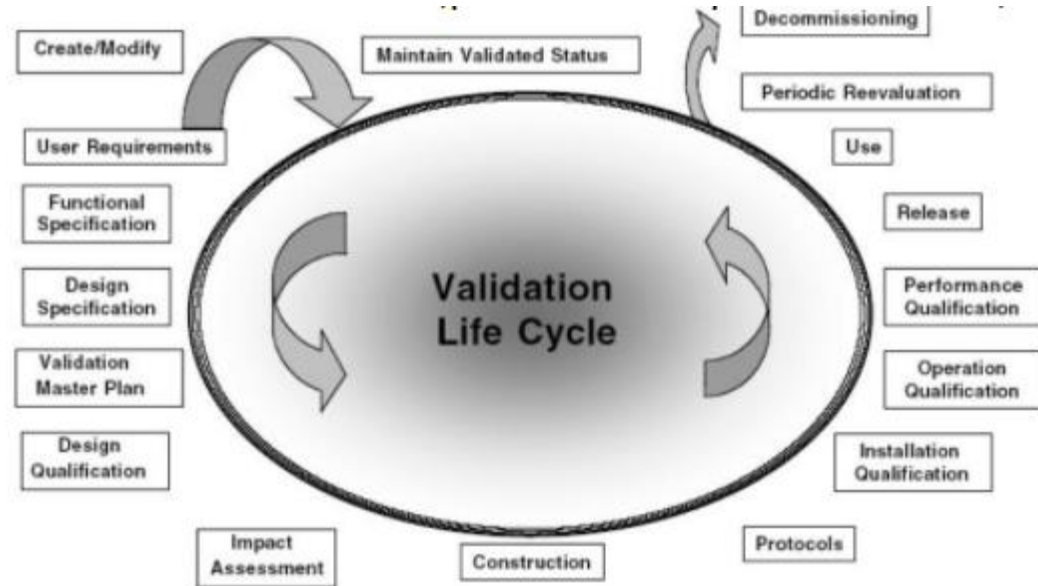 Decommissioning
Create/Modify
Maintain Validated Status
Periodic Reevaluation
User Requirements
Use
Functional
Specification
Release
Design
Specification
Performance
Qualification
Validation
Life Cycle
Validation
Master Plan
Operation
Qualification
Design
Qualification
Installation
Qualification
Impact
Assessment
Construction
Protocols